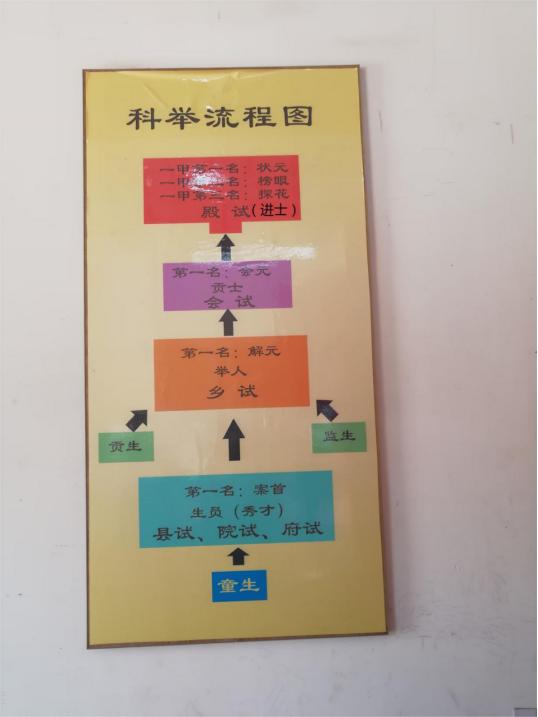 科举流程图
一甲第一名：状元
一甲第二名：榜眼
一甲第三名：探花
殿 试(进士)
第一名：会元
贡士
会 试
第一名：解元
举人
乡 试
贡生
监生
第一名：案首
生员（秀才）
县试、院试、府试
童生